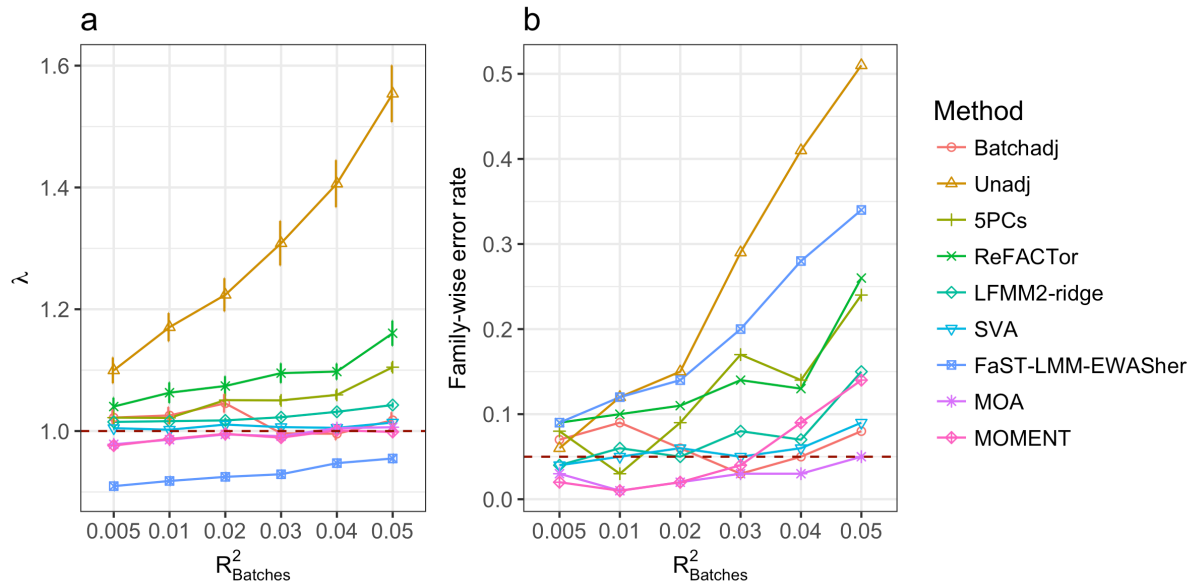 a
b
1.6
1.4
1.2
1.0
λ
0.005 0.01 0.02 0.03 0.04 0.05
R²Batches
0.5
0.4
0.3
0.2
0.1
0.0
Family-wise error rate
0.005 0.01 0.02 0.03 0.04 0.05
R²Batches
Method
Batchadj
Unadj
5PCs
ReFACTor
LFMM2-ridge
SVA
FaST-LMM-EWASher
MOA
MOMENT